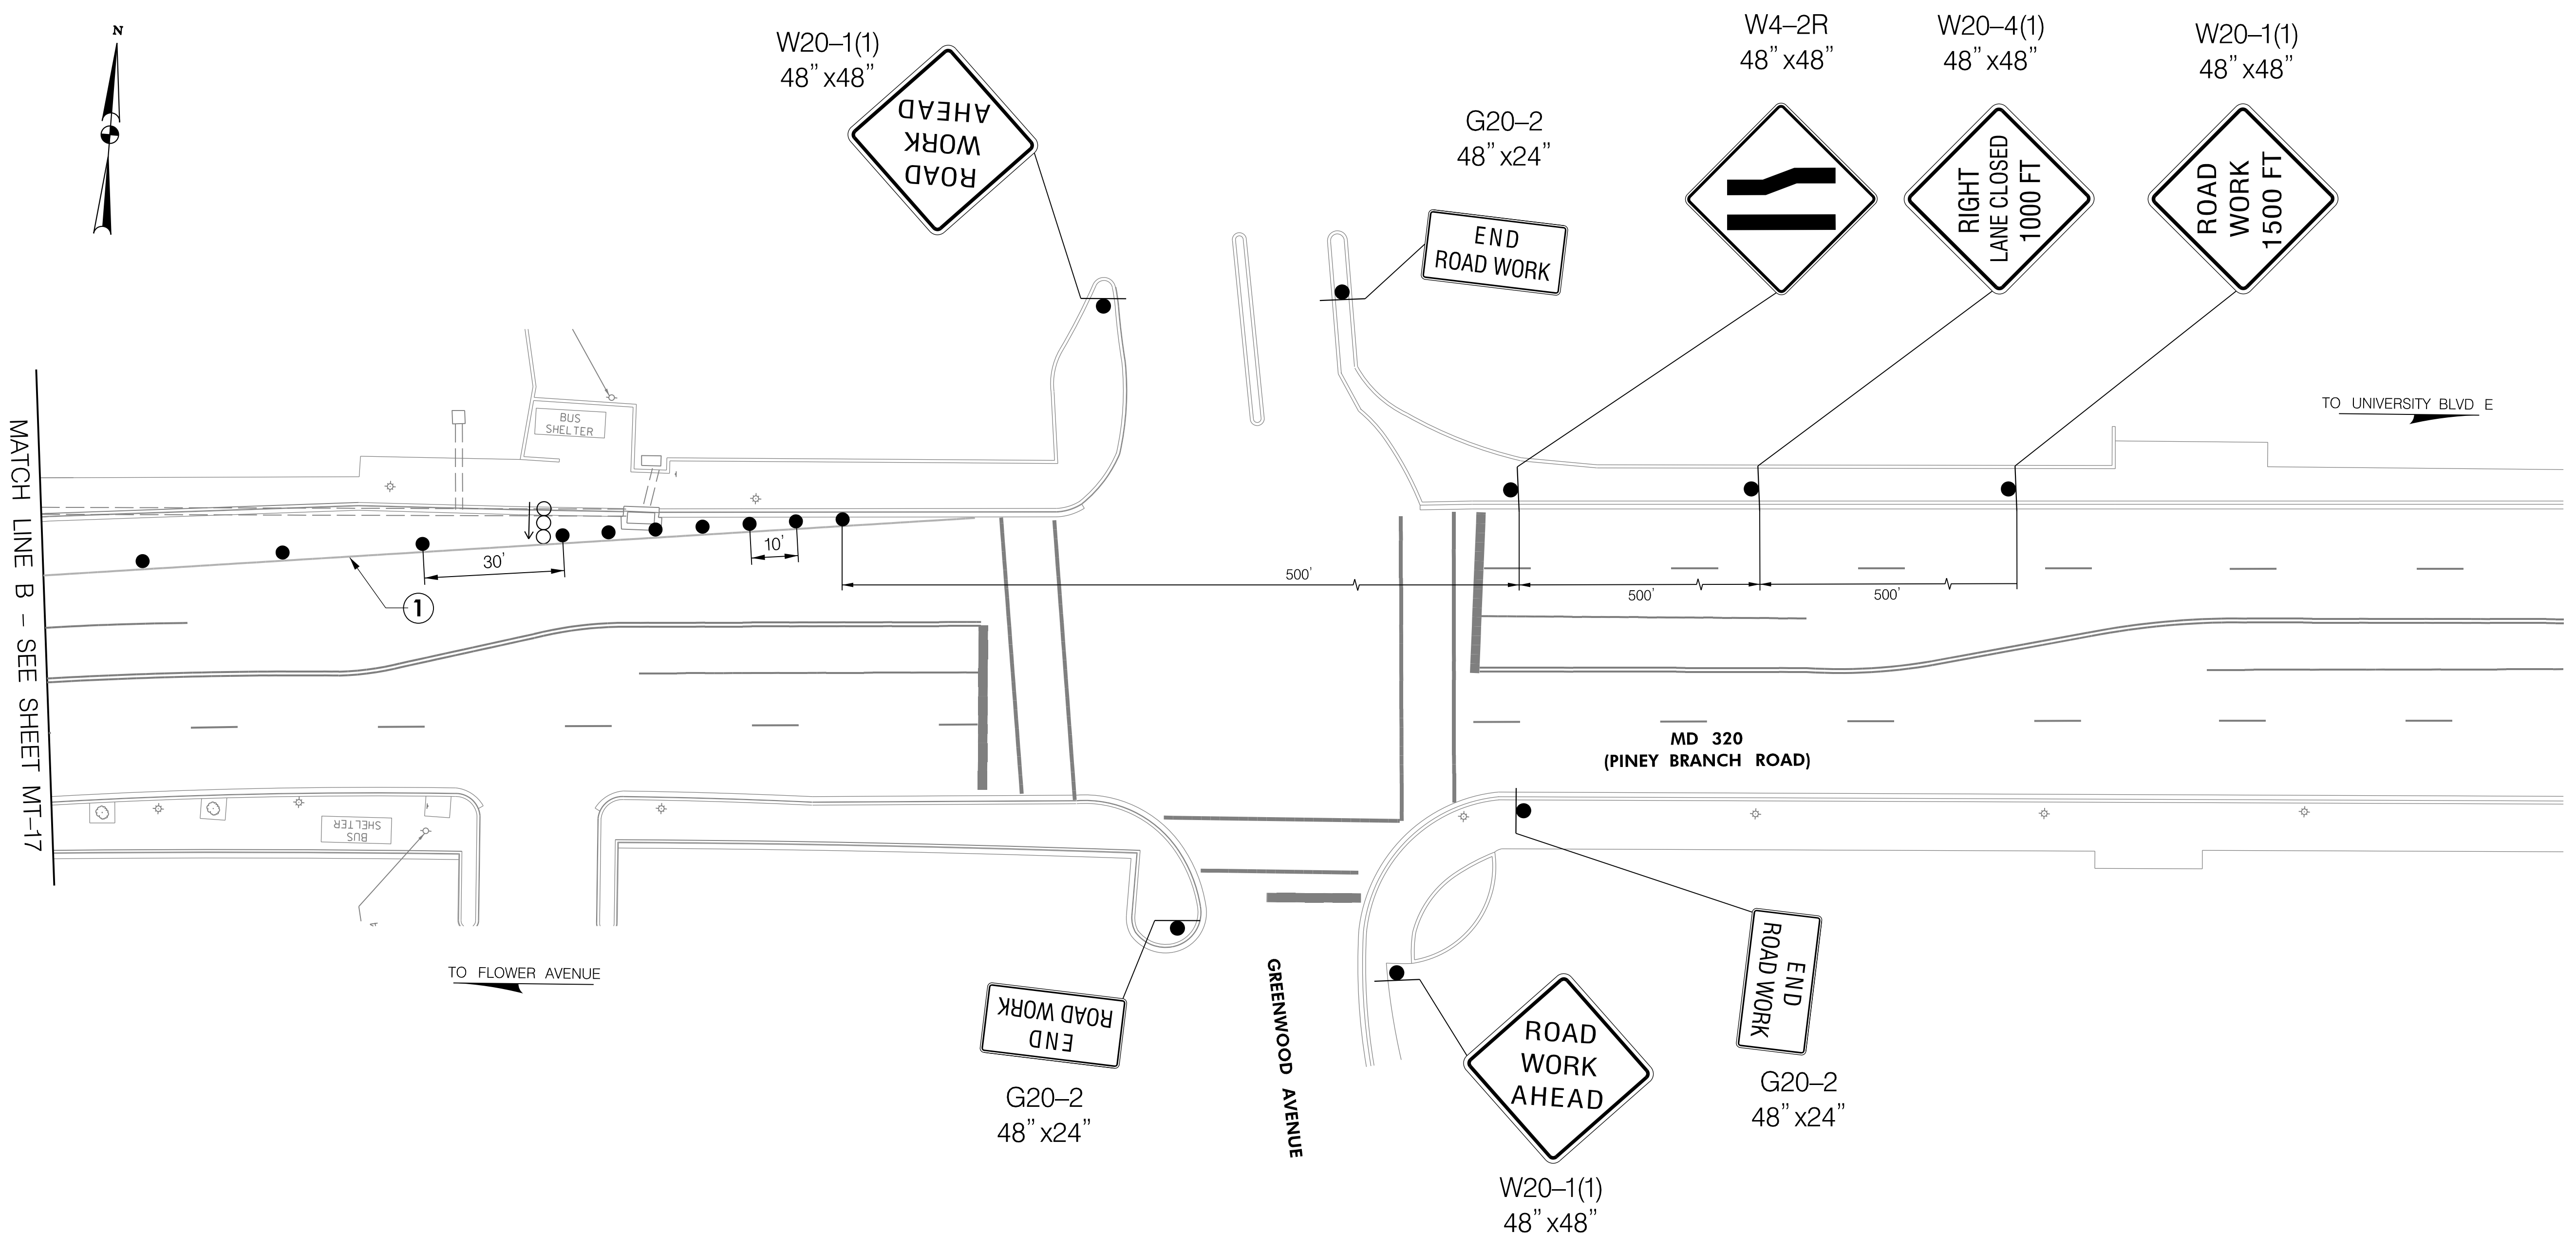 N
W20–1(1)
48”x48”
ROAD
WORK
AHEAD
G20–2
48”x24”
END
ROAD WORK
W4–2R
48”x48”
W20–4(1)
48”x48”
RIGHT
LANE CLOSED
1000 FT
W20–1(1)
48”x48”
ROAD
WORK
1500 FT
TO UNIVERSITY BLVD E
BUS
SHELTER
MATCH LINE B – SEE SHEET MT–17
30’
10’
500’
500’
500’
1
MD 320
(PINEY BRANCH ROAD)
BUS
SHELTER
TO FLOWER AVENUE
END
ROAD WORK
G20–2
48”x24”
GREENWOOD AVENUE
ROAD
WORK
AHEAD
W20–1(1)
48”x48”
END
ROAD WORK
G20–2
48”x24”